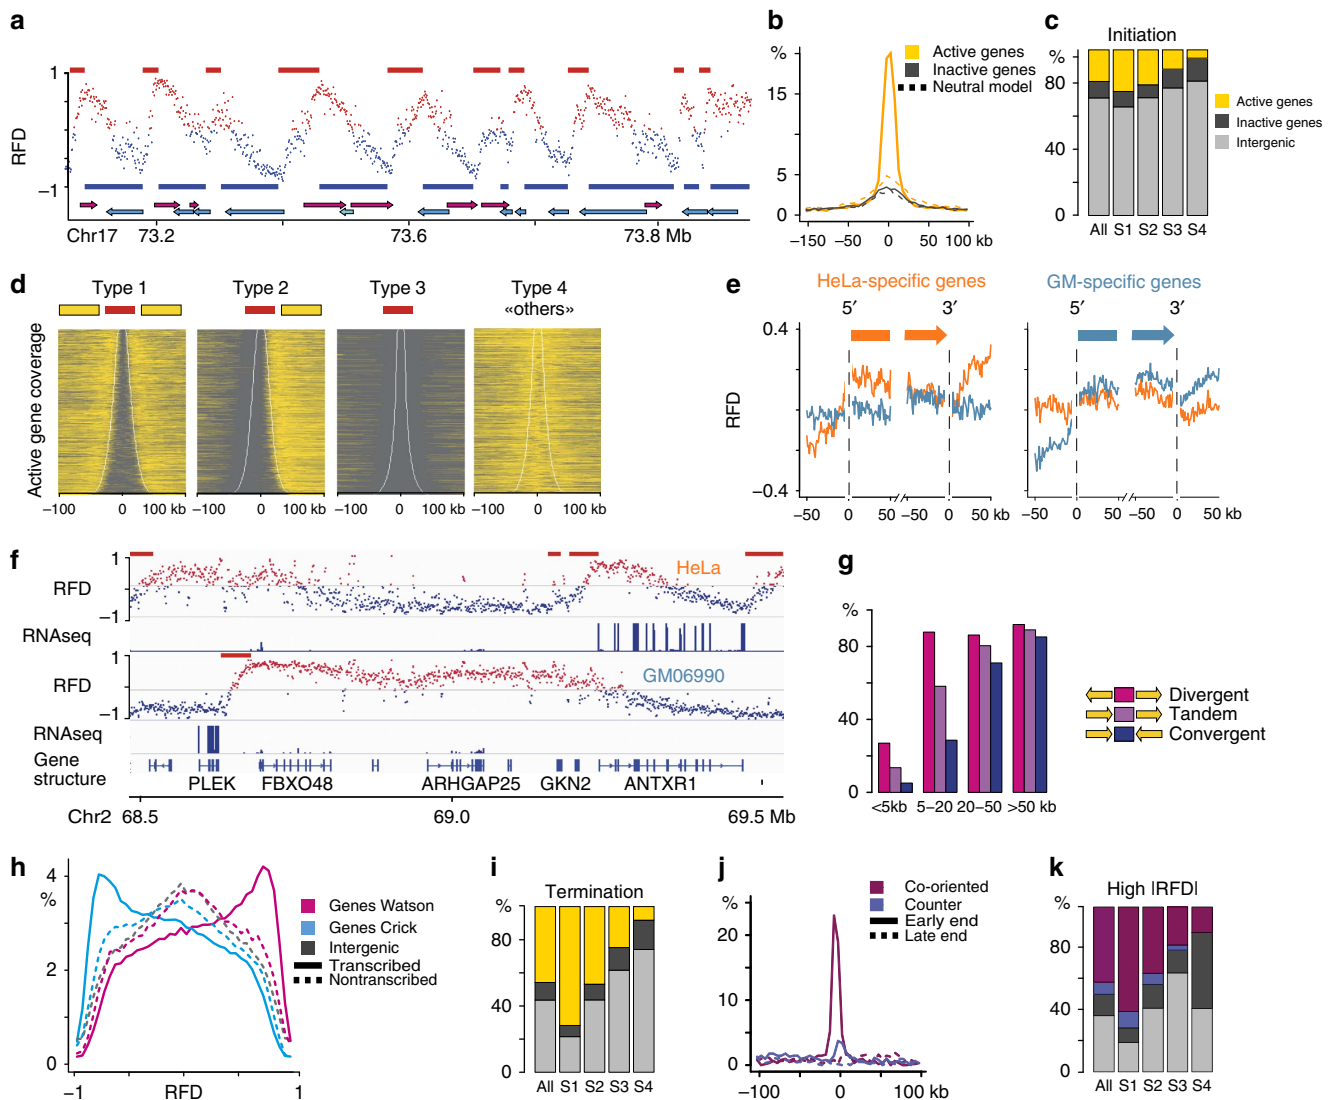 a
RFD
1
−1
Chr17
73.2
73.6
73.8 Mb
b
%
15
5
0
Active genes
Inactive genes
Neutral model
−150
−50
0
50
100 kb
c
Initiation
%
80
40
0
All
S1
S2
S3
S4
Active genes
Inactive genes
Intergenic
d
Active gene coverage
Type 1
Type 2
Type 3
Type 4
«others»
−100
0
100 kb
−100
0
100 kb
−100
0
100 kb
−100
0
100 kb
e
HeLa-specific genes
GM-specific genes
5′
3′
5′
3′
RFD
0.4
−0.4
−50
0
−50
0
50
−50
0
−50
0
50 kb
f
RFD
1
−1
HeLa
RNAseq
RFD
1
−1
GM06990
RNAseq
Gene
structure
PLEK
FBXO48
ARHGAP25
GKN2
ANTXR1
Chr2
68.5
69.0
69.5 Mb
g
%
80
40
0
<5kb
5−20
20−50
>50 kb
Divergent
Tandem
Convergent
h
4
%
2
0
−1
RFD
1
Genes Watson
Genes Crick
Intergenic
Transcribed
Nontranscribed
i
Termination
%
80
40
0
All
S1
S2
S3
S4
j
%
20
10
0
−100
0
100 kb
Co-oriented
Counter
Early end
Late end
k
High |RFD|
%
80
40
0
All
S1
S2
S3
S4